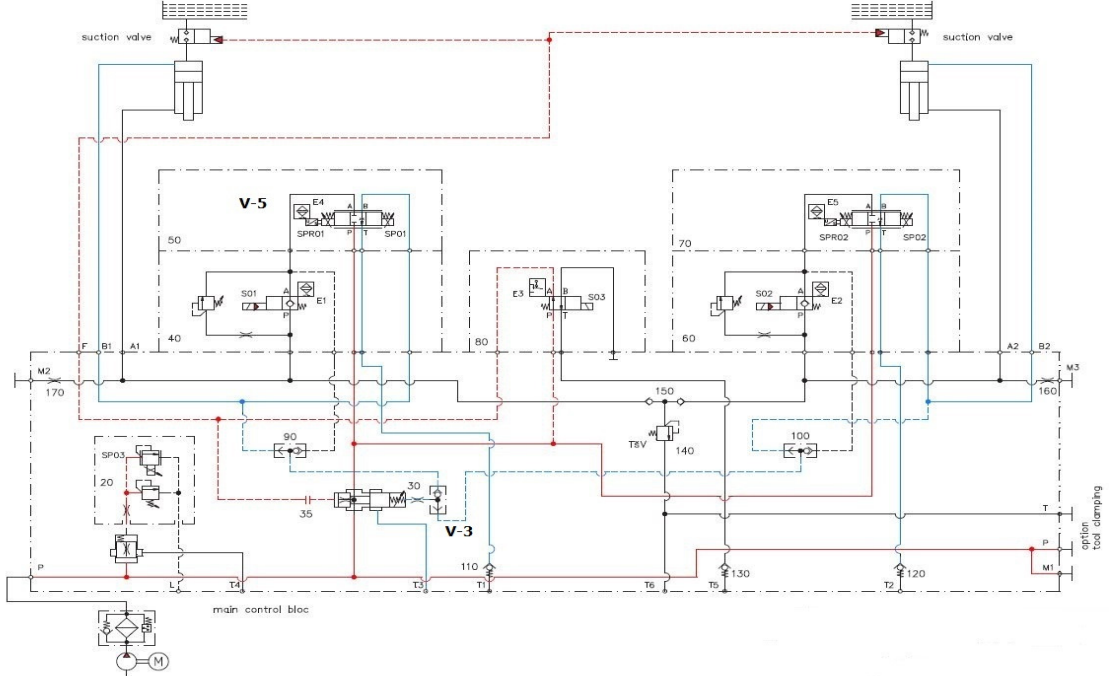 suction valve
suction valve
V-5
E4
A B
SPR01
P T
SP01
50
E5
A B
SPR02
P T
SP02
70
S01
A
E1
P
40
E3
A B
S03
P T
80
S02
A
E2
P
60
F B1 A1
A2 B2
M2
170
M3
160
150
TSV
140
90
100
SP03
20
35
30
V-3
T
P
M1
option
tool clamping
110
130
120
P
L T4 T3 T1 T6 T5 T2
main control bloc
M